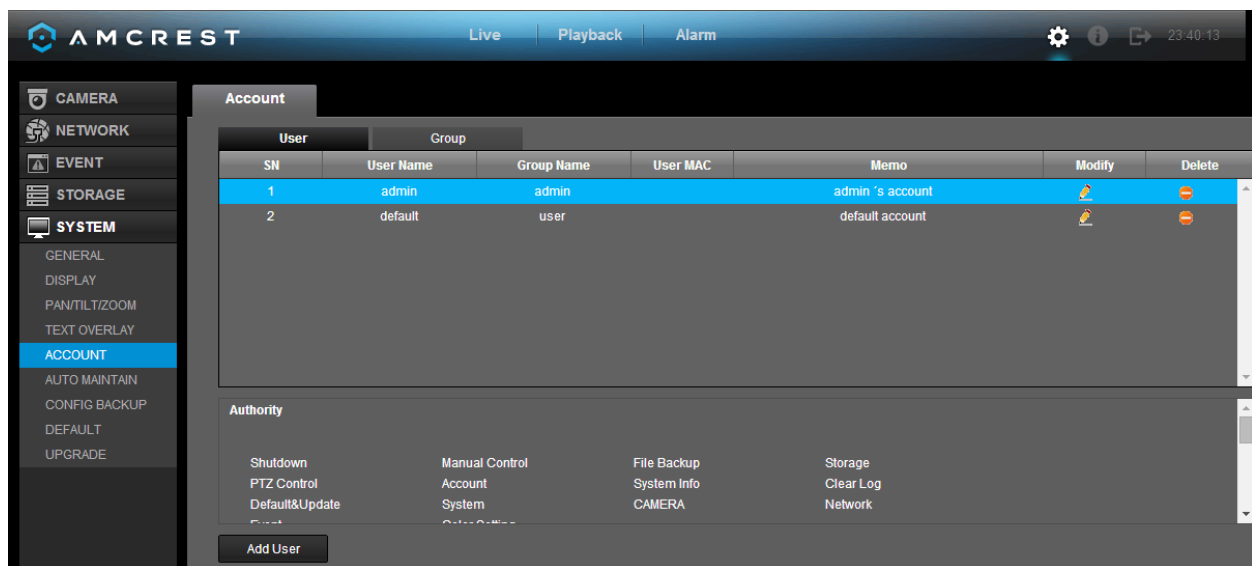 AMCREST
Live Playback Alarm 23:40:13
CAMERA
NETWORK
EVENT
STORAGE
SYSTEM
GENERAL
DISPLAY
PAN/TILT/ZOOM
TEXT OVERLAY
ACCOUNT
AUTO MAINTAIN
CONFIG BACKUP
DEFAULT
UPGRADE
Account
User Group
SN User Name Group Name User MAC Memo Modify Delete
1 admin admin admin ´s account
2 default user default account
Authority
Shutdown Manual Control File Backup Storage
PTZ Control Account System Info Clear Log
Default&Update System CAMERA Network
Event Color Setting
Add User